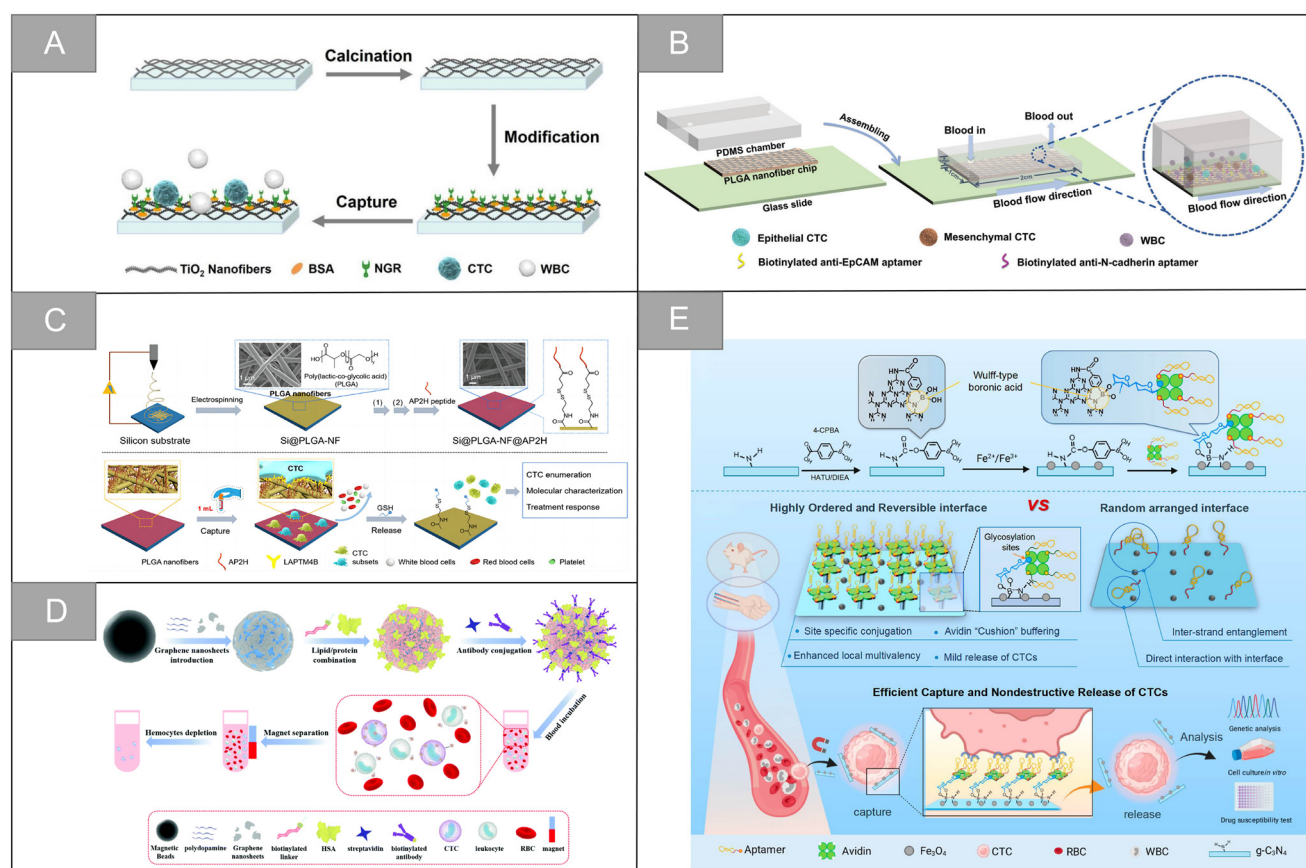 A
Calcination
Modification
Capture
TiO2 Nanofibers
BSA
NGR
CTC
WBC
B
PDMS chamber
PLGA nanofiber chip
Glass slide
Assembling
Blood in
Blood out
2cm
Blood flow direction
Blood flow direction
Epithelial CTC
Mesenchymal CTC
WBC
Biotinylated anti-EpCAM aptamer
Biotinylated anti-N-cadherin aptamer
C
Silicon substrate
Electrospinning
1 μm
Poly(lactic-co-glycolic acid)
(PLGA)
PLGA nanofibers
Si@PLGA-NF
(1)
(2)
AP2H
peptide
1 μm
Si@PLGA-NF@AP2H
1 mL
Capture
CTC
GSH
Release
CTC enumeration
Molecular characterization
Treatment response
PLGA nanofibers
AP2H
LAPTM4B
CTC
subsets
White blood cells
Red blood cells
Platelet
D
Graphene nanosheets
introduction
Lipid/protein
combination
Antibody conjugation
Blood incubation
Magnet separation
Hemocytes depletion
Magnetic
Beads
polydopamine
Graphene
nanosheets
biotinylated
linker
HSA
streptavidin
biotinylated
antibody
CTC
leukocyte
RBC
magnet
E
Wulff-type
boronic acid
4-CPBA
HATU/DIEA
Fe2+/Fe3+
Highly Ordered and Reversible interface
VS
Random arranged interface
Glycosylation
sites
• Site specific conjugation
• Avidin “Cushion” buffering
• Enhanced local multivalency
• Mild release of CTCs
Inter-strand entanglement
Direct interaction with interface
Efficient Capture and Nondestructive Release of CTCs
capture
release
Analysis
Genetic analysis
Cell culture in vitro
Drug susceptibility test
Aptamer
Avidin
Fe3O4
CTC
RBC
WBC
g-C3N4